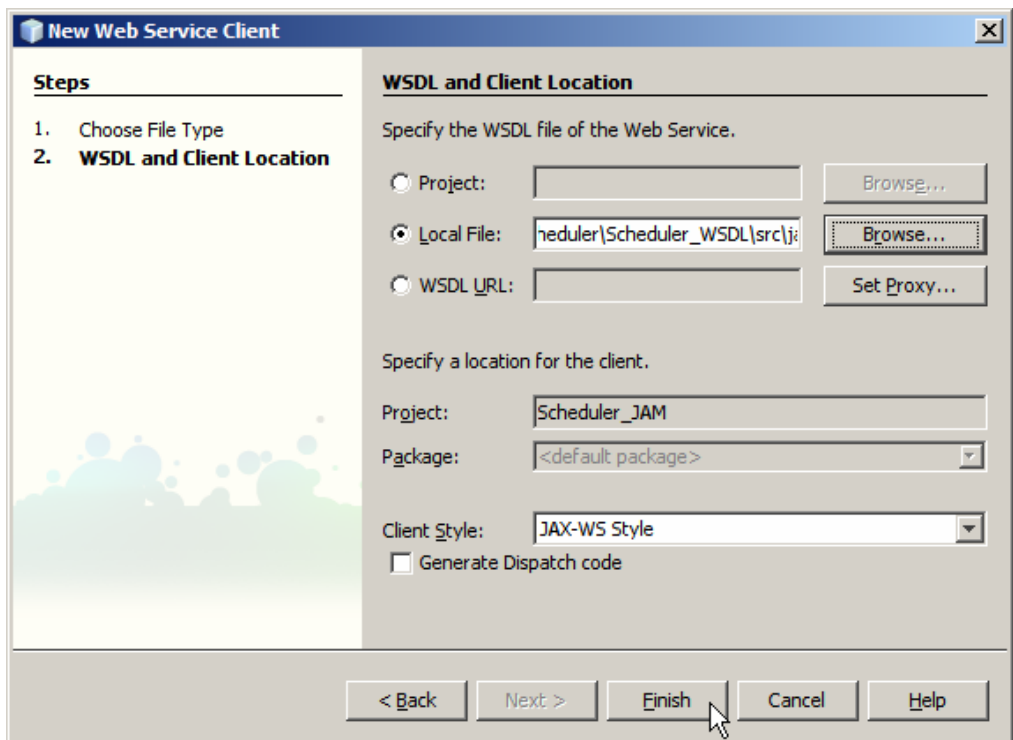 New Web Service Client
Steps
1. Choose File Type
2. WSDL and Client Location
WSDL and Client Location
Specify the WSDL file of the Web Service.
Project: Browse...
Local File: heduler\Scheduler_WSDL\src\ja Browse...
WSDL URL: Set Proxy...
Specify a location for the client.
Project: Scheduler_JAM
Package: <default package>
Client Style: JAX-WS Style
Generate Dispatch code
< Back Next > Finish Cancel Help